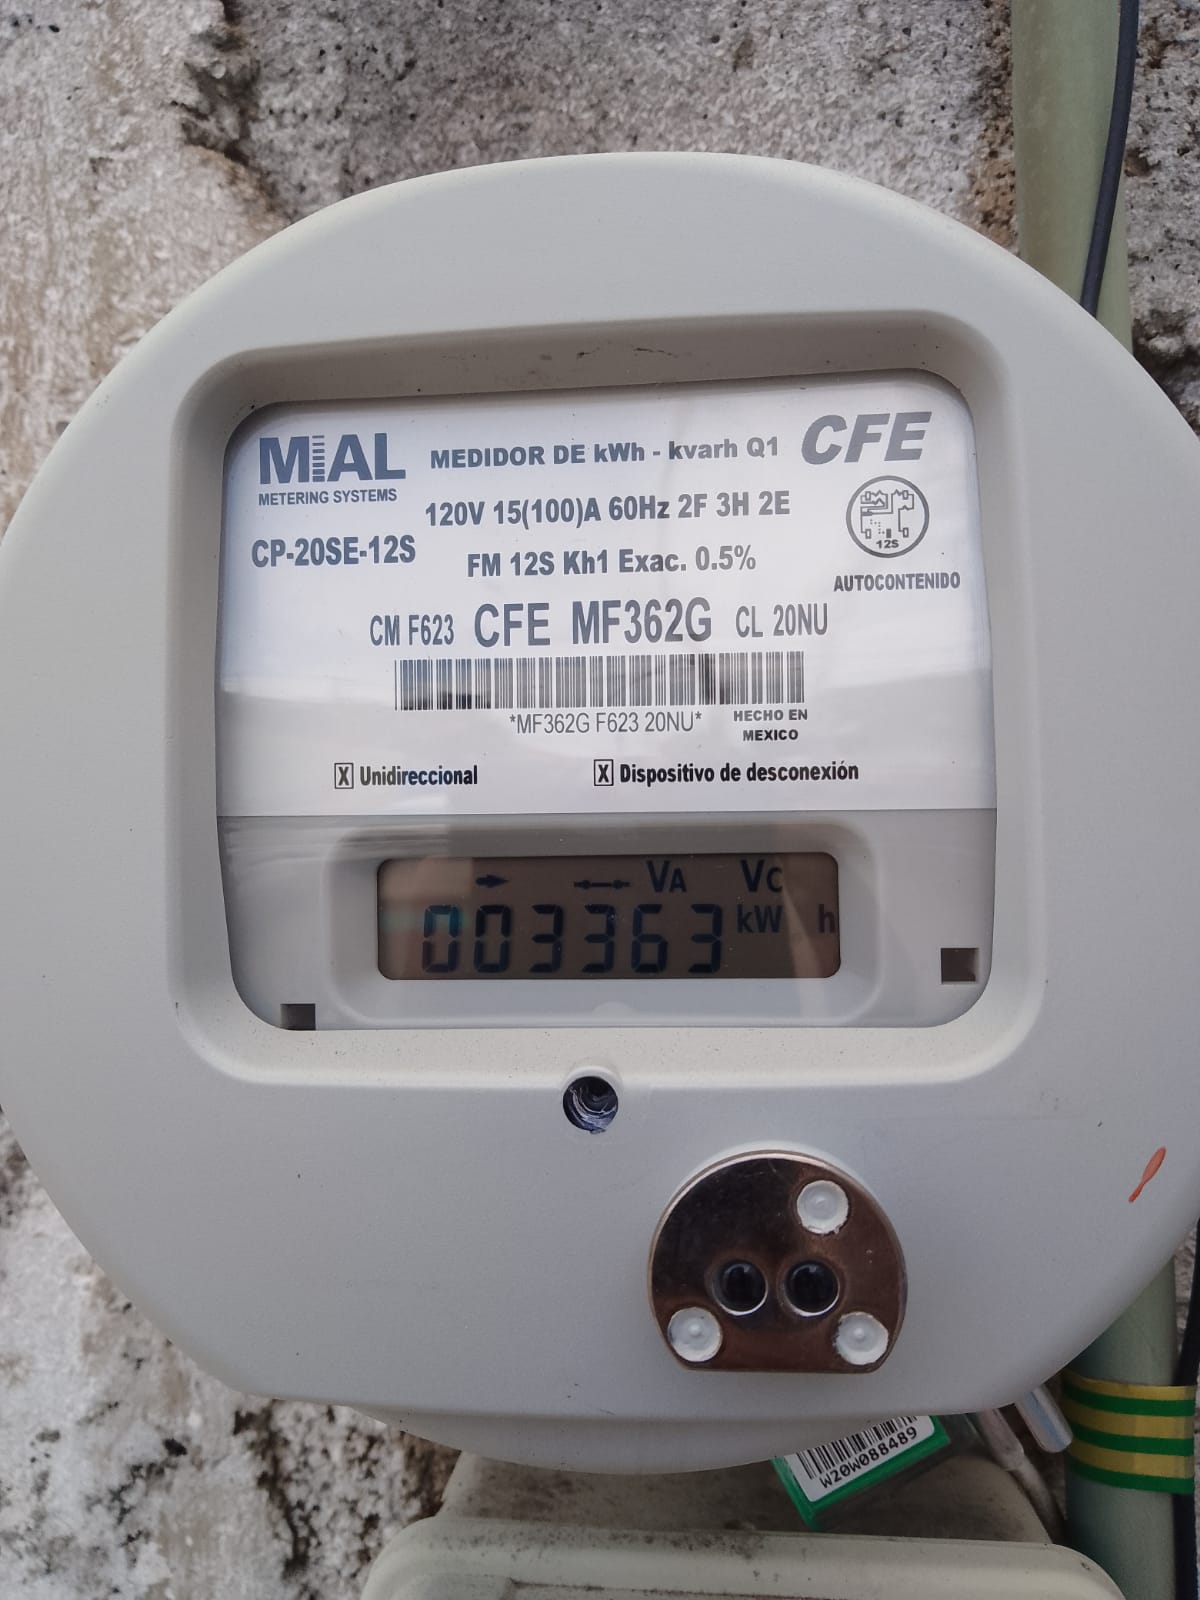 MIAL
METERING SYSTEMS
MEDIDOR DE kWh - kvarh Q1
CFE
120V 15(100)A 60Hz 2F 3H 2E
CP-20SE-12S
FM 12S Kh1 Exac. 0.5%
12S
AUTOCONTENIDO
CM F623 CFE MF362G CL 20NU
*MF362G F623 20NU*
HECHO EN
MEXICO
X Unidireccional
X Dispositivo de desconexión
VA VC
003363 kW h
W20W088489